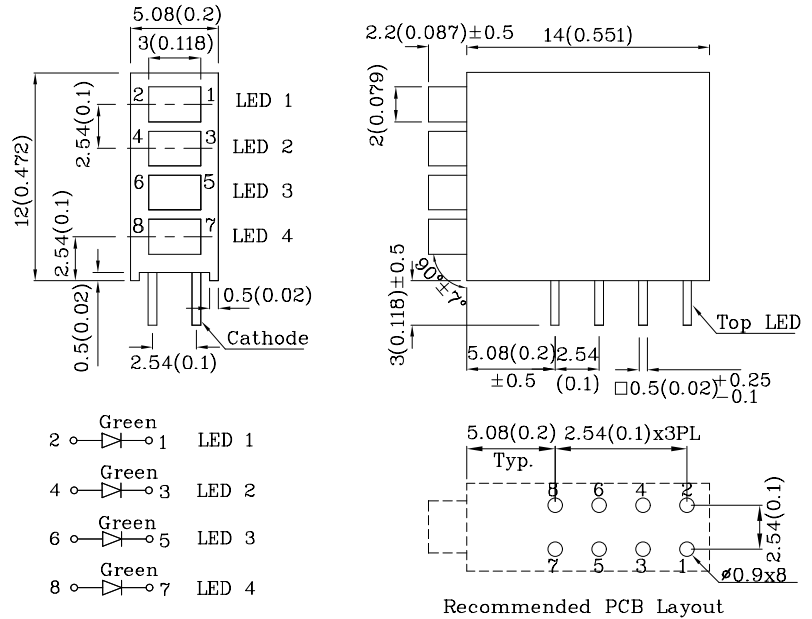 5.08(0.2)
3(0.118)
2 1 LED 1
4 3 LED 2
6 5 LED 3
8 7 LED 4
2.54(0.1)
12(0.472)
2.54(0.1)
0.5(0.02)
0.5(0.02)
Cathode
2.54(0.1)
2.2(0.087)±0.5
14(0.551)
2(0.079)
90°±7°
3(0.118)±0.5
Top LED
5.08(0.2)
±0.5
2.54
(0.1)
□0.5(0.02)+0.25
−0.1
Green
2 1 LED 1
Green
4 3 LED 2
Green
6 5 LED 3
Green
8 7 LED 4
5.08(0.2)
Typ.
2.54(0.1)x3PL
8 6 4 2
7 5 3 1
2.54(0.1)
ø0.9x8
Recommended PCB Layout